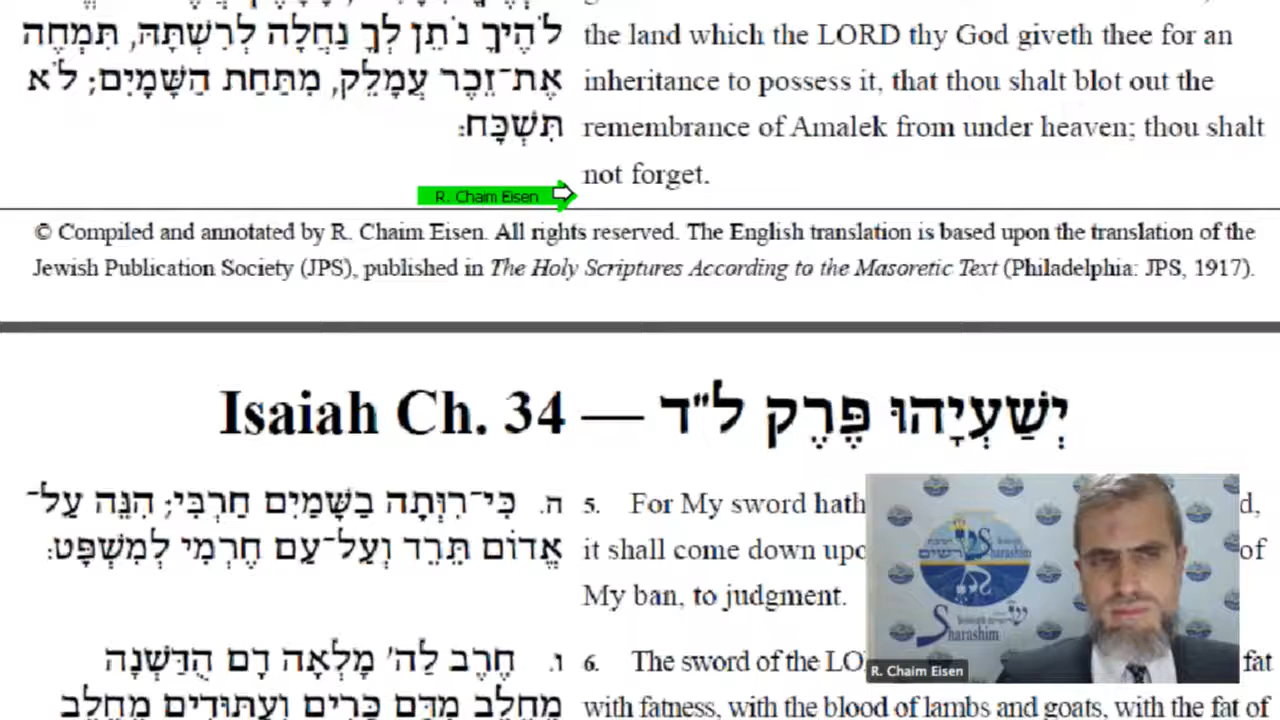 לֹהֶיךָ נֹתֵן לְךָ נַחֲלָה לְרִשְׁתָּהּ, תִּמְחֶה
אֶת־זֵכֶר עֲמָלֵק, מִתַּחַת הַשָּׁמָיִם; לֹא
תִּשְׁכָּח:
the land which the LORD thy God giveth thee for an
inheritance to possess it, that thou shalt blot out the
remembrance of Amalek from under heaven; thou shalt
not forget.
R. Chaim Eisen
© Compiled and annotated by R. Chaim Eisen. All rights reserved. The English translation is based upon the translation of the
Jewish Publication Society (JPS), published in The Holy Scriptures According to the Masoretic Text (Philadelphia: JPS, 1917).
Isaiah Ch. 34 — יְשַׁעְיָהוּ פֶּרֶק ל"ד
ה. כִּי־רִוְּתָה בַשָּׁמַיִם חַרְבִּי; הִנֵּה עַל־
אֱדוֹם תֵּרֵד וְעַל־עַם חֶרְמִי לְמִשְׁפָּט:
5. For My sword hath
it shall come down upo of
My ban, to judgment.
ו. חֶרֶב לַה' מָלְאָה דָם הֻדַּשְׁנָה
מֵחֵלֶב מִדַּם כָּרִים וְעַתּוּדִים מֵחֵלֶב
6. The sword of the LO fat
with fatness, with the blood of lambs and goats, with the fat of
שרשים
Sharashim
Sharashim
R. Chaim Eisen